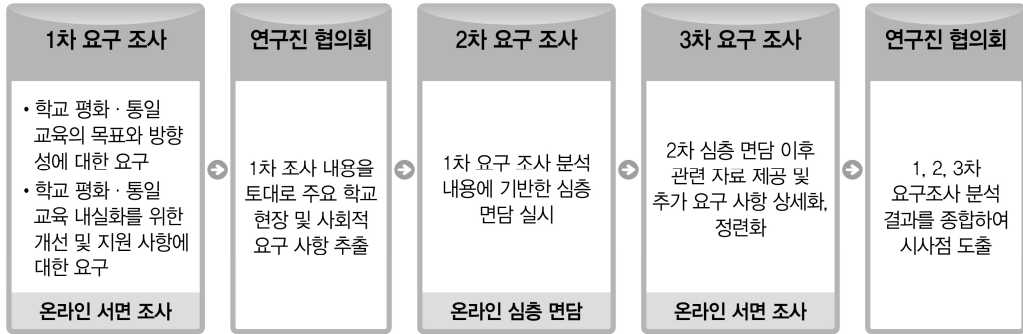 1차 요구 조사
• 학교 평화 · 통일
교육의 목표와 방향
성에 대한 요구
• 학교 평화 · 통일
교육 내실화를 위한
개선 및 지원 사항에
대한 요구
온라인 서면 조사
연구진 협의회
1차 조사 내용을
토대로 주요 학교
현장 및 사회적
요구 사항 추출
2차 요구 조사
1차 요구 조사 분석
내용에 기반한 심층
면담 실시
온라인 심층 면담
3차 요구 조사
2차 심층 면담 이후
관련 자료 제공 및
추가 요구 사항 상세화,
정련화
온라인 서면 조사
연구진 협의회
1, 2, 3차
요구조사 분석
결과를 종합하여
시사점 도출